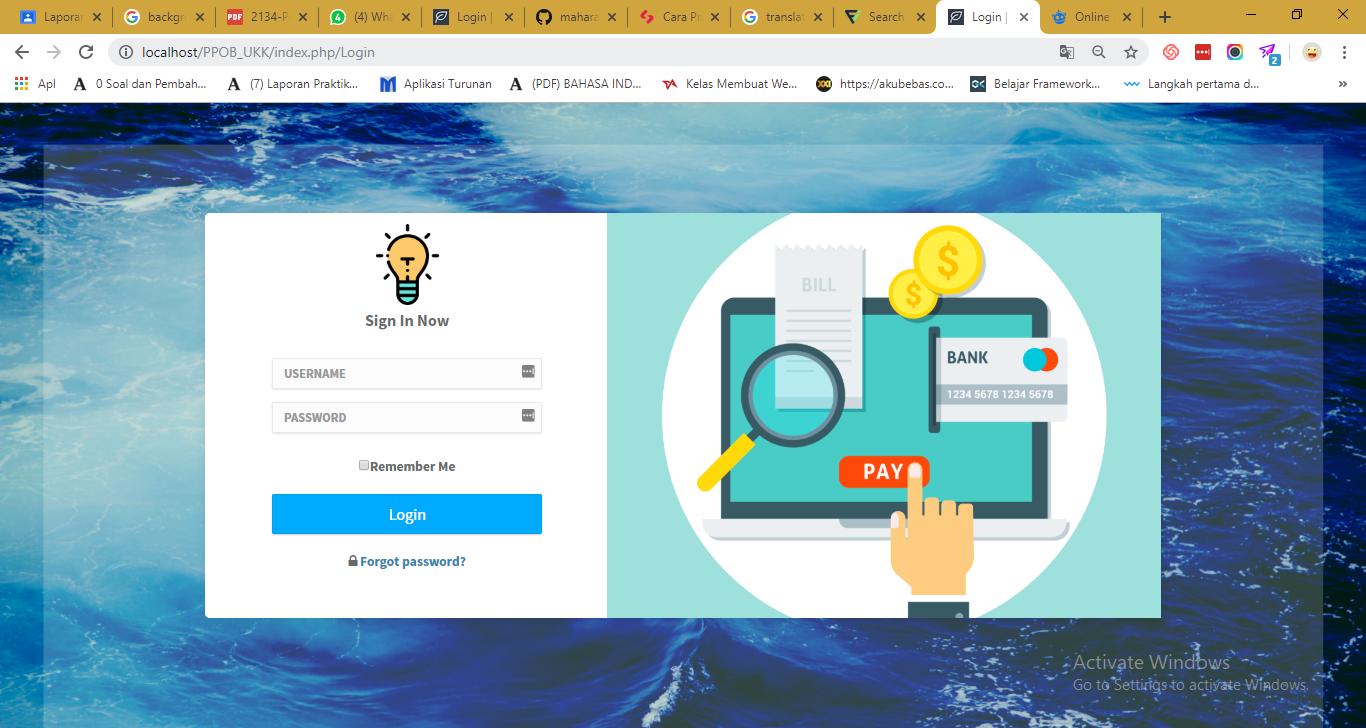 Laporan
backgr
2134-P
(4) Wha
Login |
mahara
Cara Pr
translat
Search
Login |
Online
localhost/PPOB_UKK/index.php/Login
2
Apl
0 Soal dan Pembah...
(7) Laporan Praktik...
Aplikasi Turunan
(PDF) BAHASA IND...
Kelas Membuat We...
https://akubebas.co...
Belajar Framework...
Langkah pertama d...
»
Sign In Now
USERNAME
PASSWORD
Remember Me
Login
Forgot password?
BILL
$
$
BANK
1234 5678 1234 5678
PAY
Activate Windows
Go to Settings to activate Windows.